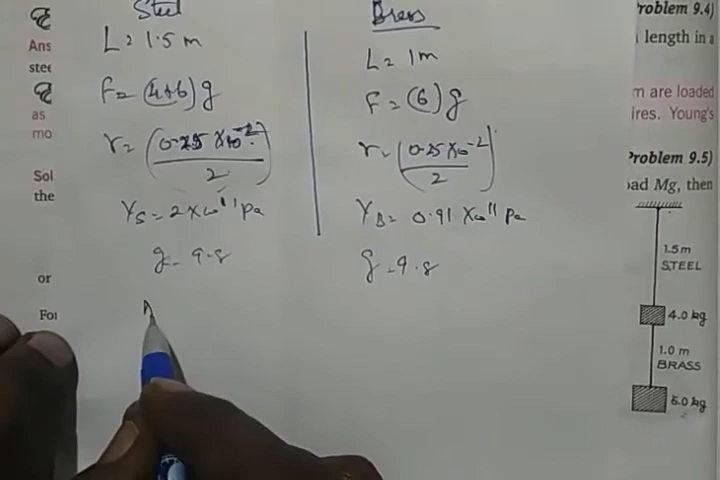 Steel
L = 1.5 m
F = (4+6) g
r = (0.25 × 10⁻² / 2)
Ys = 2 × 10¹¹ Pa
g = 9.8
Brass
L = 1 m
F = (6) g
r = (0.25 × 10⁻² / 2)
YB = 0.91 × 10¹¹ Pa
g = 9.8
Ans
stee
as
mo
Sol
the
or
For
Problem 9.4)
length in a
m are loaded
ires. Young's
Problem 9.5)
oad Mg, then
1.5m
STEEL
4.0 kg
1.0 m
BRASS
6.0 kg